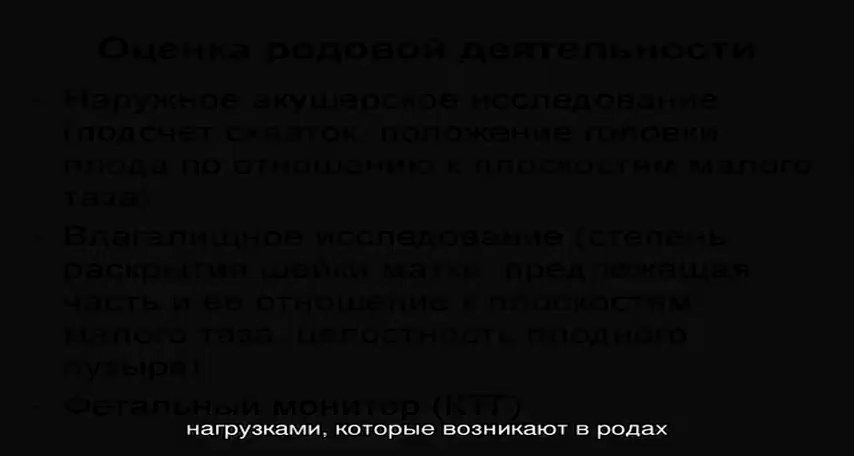 Оценка родовой деятельности
- Наружное акушерское исследование
(подсчет схваток, положение головки
плода по отношению к плоскостям малого
таза)
- Влагалищное исследование (степень
раскрытия шейки матки, предлежащая
часть и ее отношение к плоскостям
малого таза, целостность плодного
пузыря)
- Фетальный монитор (КТГ)
нагрузками, которые возникают в родах